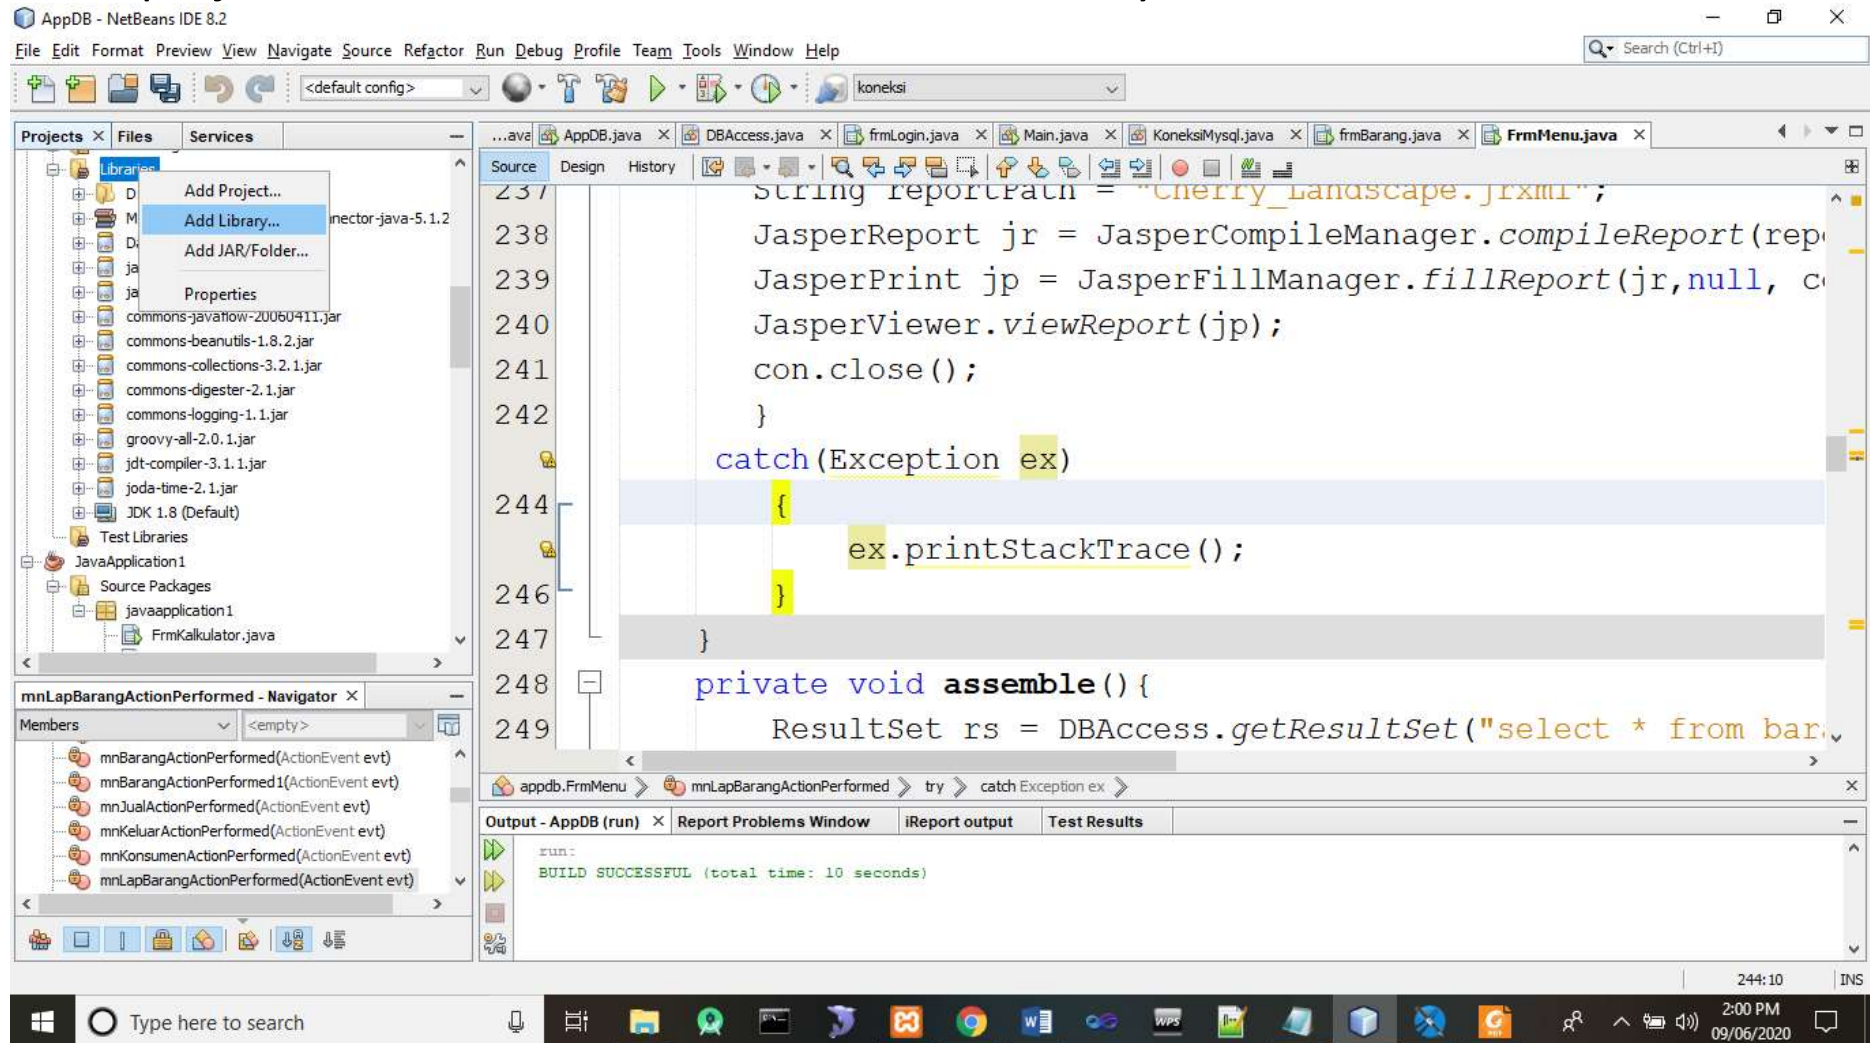 AppDB - NetBeans IDE 8.2
File Edit Format Preview View Navigate Source Refactor Run Debug Profile Team Tools Window Help
Search (Ctrl+I)
<default config>
koneksi
Projects Files Services
...ava AppDB.java DBAccess.java frmLogin.java Main.java KoneksiMysql.java frmBarang.java FrmMenu.java
Source Design History
Libraries
Add Project...
Add Library...
Add JAR/Folder...
Properties
nector-java-5.1.2
commons-javaflow-20060411.jar
commons-beanutils-1.8.2.jar
commons-collections-3.2.1.jar
commons-digester-2.1.jar
commons-logging-1.1.jar
groovy-all-2.0.1.jar
jdt-compiler-3.1.1.jar
joda-time-2.1.jar
JDK 1.8 (Default)
Test Libraries
JavaApplication1
Source Packages
javaapplication1
FrmKalkulator.java
237 String reportPath = "Cherry_Landscape.jrxml";
238 JasperReport jr = JasperCompileManager.compileReport(rep
239 JasperPrint jp = JasperFillManager.fillReport(jr,null, c
240 JasperViewer.viewReport(jp);
241 con.close();
242 }
catch(Exception ex)
244 {
ex.printStackTrace();
246 }
247 }
248 private void assemble(){
249 ResultSet rs = DBAccess.getResultSet("select * from bar
appdb.FrmMenu mnLapBarangActionPerformed try catch Exception ex
mnLapBarangActionPerformed - Navigator
Members <empty>
mnBarangActionPerformed(ActionEvent evt)
mnBarangActionPerformed1(ActionEvent evt)
mnJualActionPerformed(ActionEvent evt)
mnKeluarActionPerformed(ActionEvent evt)
mnKonsumenActionPerformed(ActionEvent evt)
mnLapBarangActionPerformed(ActionEvent evt)
Output - AppDB (run) Report Problems Window iReport output Test Results
run:
BUILD SUCCESSFUL (total time: 10 seconds)
244:10 INS
Type here to search
WPS
2:00 PM
09/06/2020